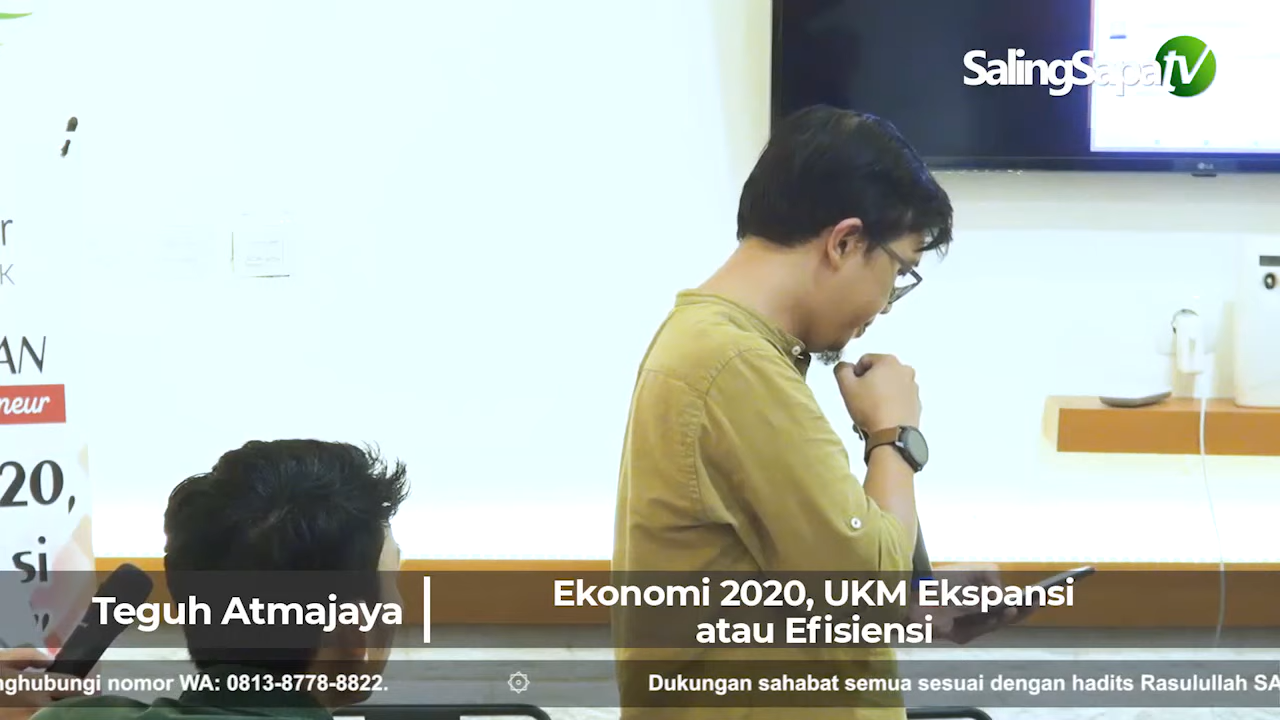 SalingSapa tv
LG
r
K
AN
neur
20,
si
”
Teguh Atmajaya
Ekonomi 2020, UKM Ekspansi
atau Efisiensi
nghubungi nomor WA: 0813-8778-8822.
Dukungan sahabat semua sesuai dengan hadits Rasulullah SA